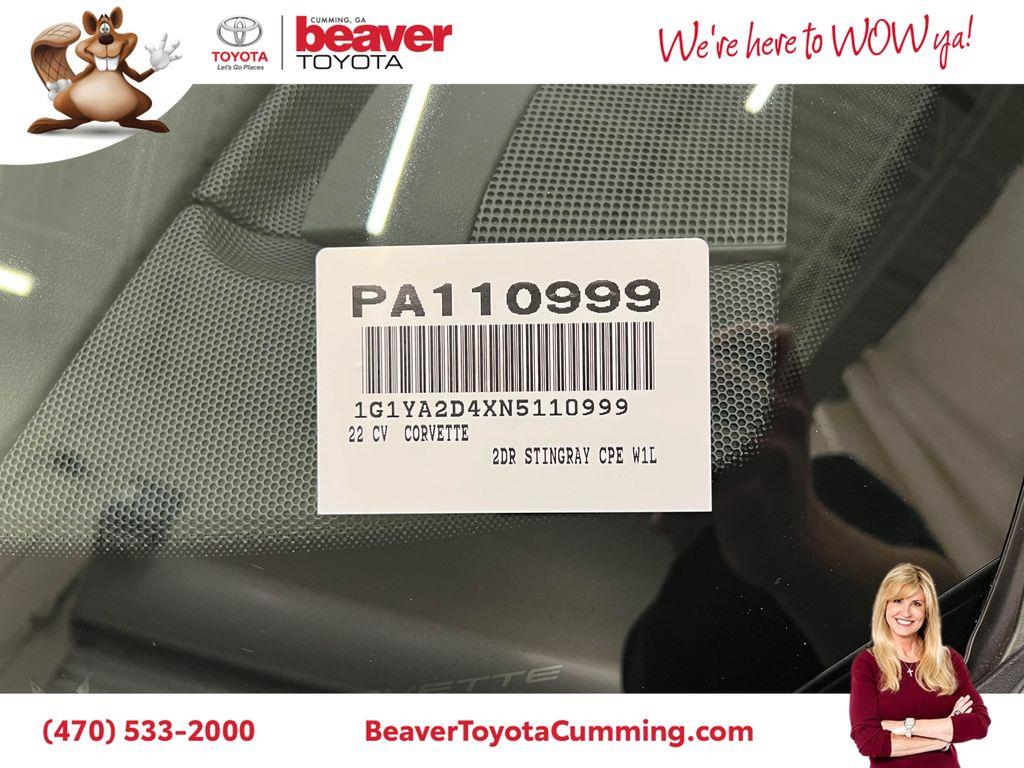 CUMMING, GA
beaver
TOYOTA
TOYOTA
Let's Go Places
We're here to WOW ya!
PA110999
1G1YA2D4XN5110999
22 CV CORVETTE
2DR STINGRAY CPE W1L
(470) 533-2000
BeaverToyotaCumming.com